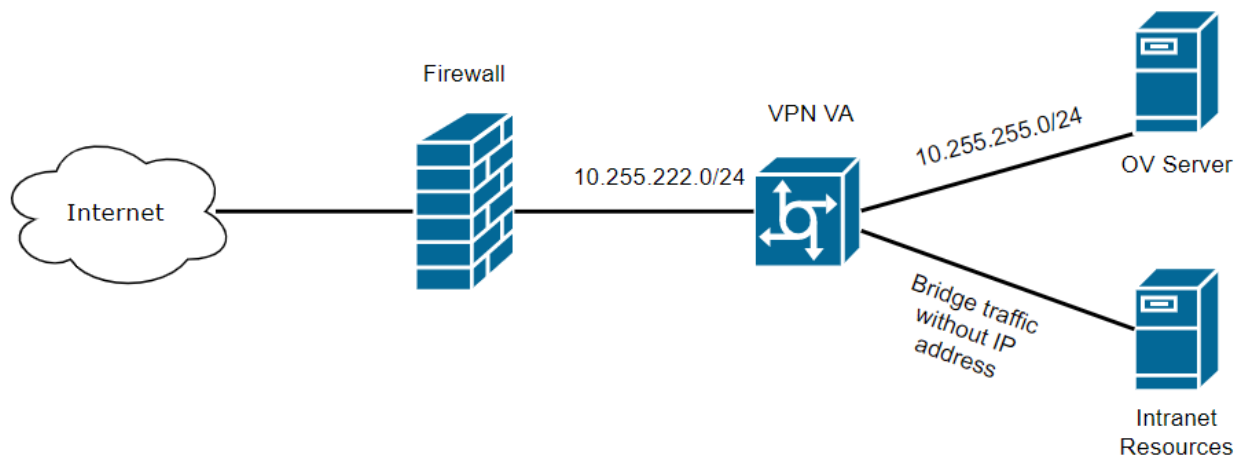 Firewall
VPN VA
10.255.255.0/24
OV Server
10.255.222.0/24
Internet
Bridge traffic
without IP
address
Intranet
Resources